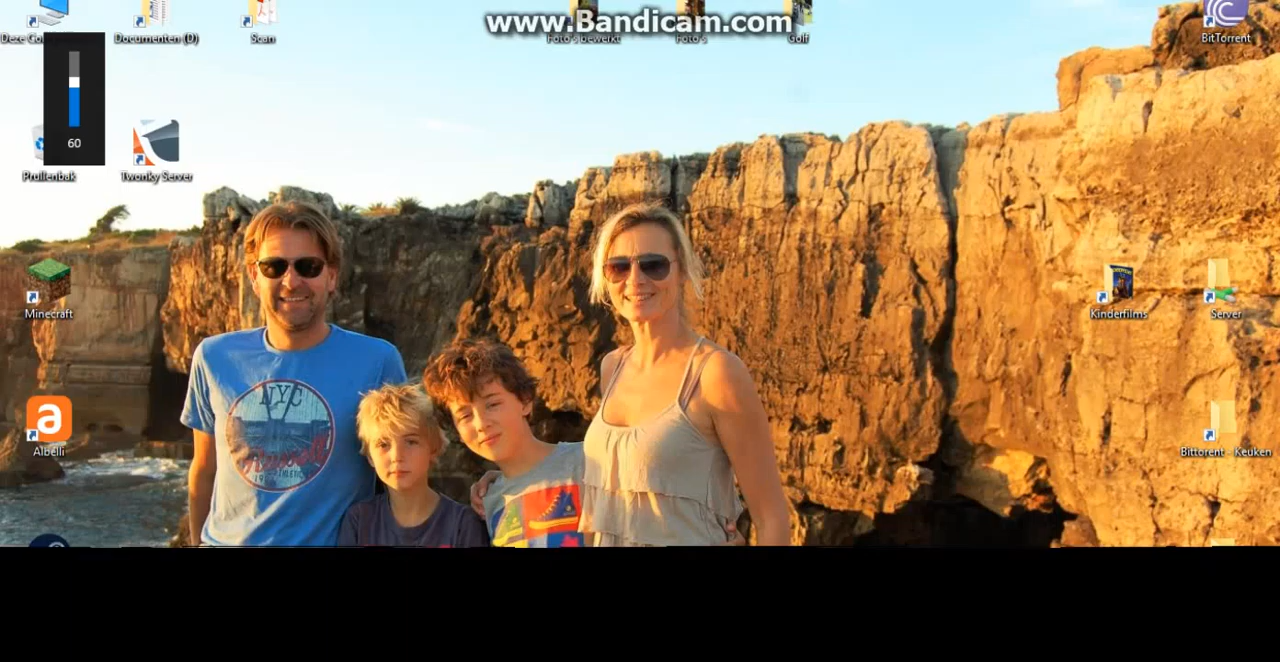 www.Bandicam.com
Documenten (D)
Scan
Foto's bewerkt
Foto's
Golf
BitTorrent
60
Prullenbak
Twonky Server
Minecraft
Kinderfilms
Server
a
Albelli
Bittorent - Keuken
NYC